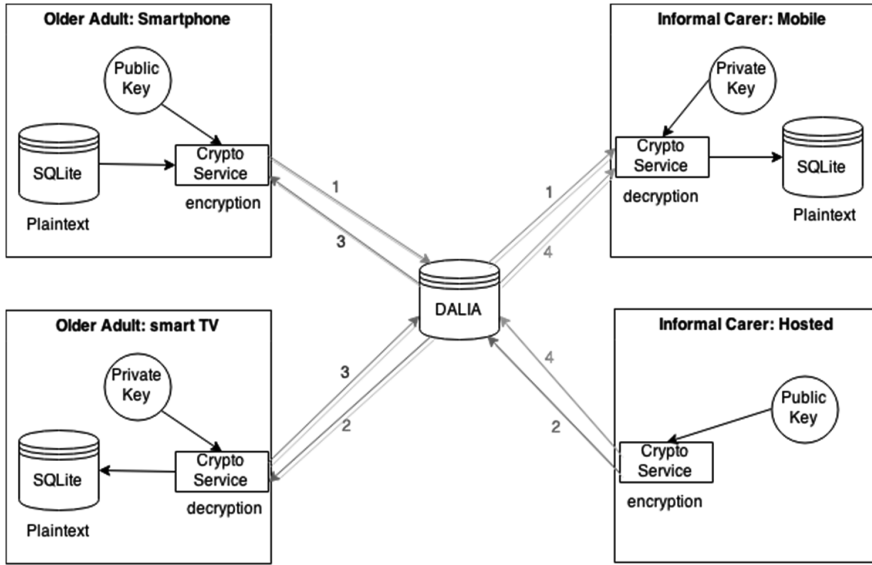 Older Adult: Smartphone
Public
Key
SQLite
Plaintext
Crypto
Service
encryption
Informal Carer: Mobile
Private
Key
Crypto
Service
decryption
SQLite
Plaintext
1
3
1
4
DALIA
3
2
4
2
Older Adult: smart TV
Private
Key
SQLite
Plaintext
Crypto
Service
decryption
Informal Carer: Hosted
Public
Key
Crypto
Service
encryption